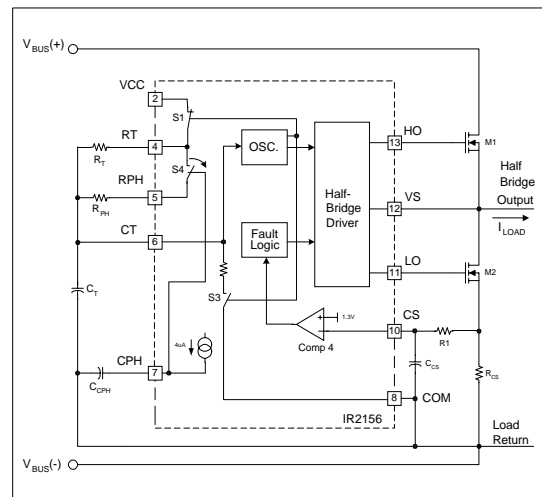 VBUS(+)
VCC
2
S1
RT
4
RT
S4
RPH
5
RPH
CT
6
CT
S3
4uA
CPH
7
CCPH
OSC.
Fault
Logic
Half-
Bridge
Driver
1.3V
Comp 4
HO
13
M1
VS
12
Half
Bridge
Output
ILOAD
LO
11
M2
CS
10
R1
CCS
RCS
8
COM
IR2156
Load
Return
VBUS(-)